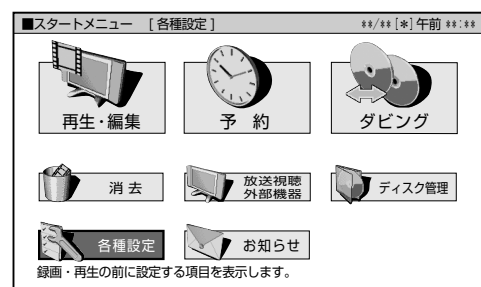 ■スタートメニュー [各種設定] **/**[*]午前**:**
再生・編集 予 約 ダビング
消 去 放送視聴 外部機器 ディスク管理
各種設定 お知らせ
録画・再生の前に設定する項目を表示します。